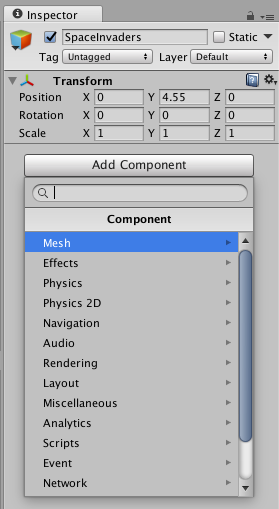 Inspector
SpaceInvaders Static
Tag Untagged Layer Default
Transform
Position X 0 Y 4.55 Z 0
Rotation X 0 Y 0 Z 0
Scale X 1 Y 1 Z 1
Add Component
Component
Mesh
Effects
Physics
Physics 2D
Navigation
Audio
Rendering
Layout
Miscellaneous
Analytics
Scripts
Event
Network